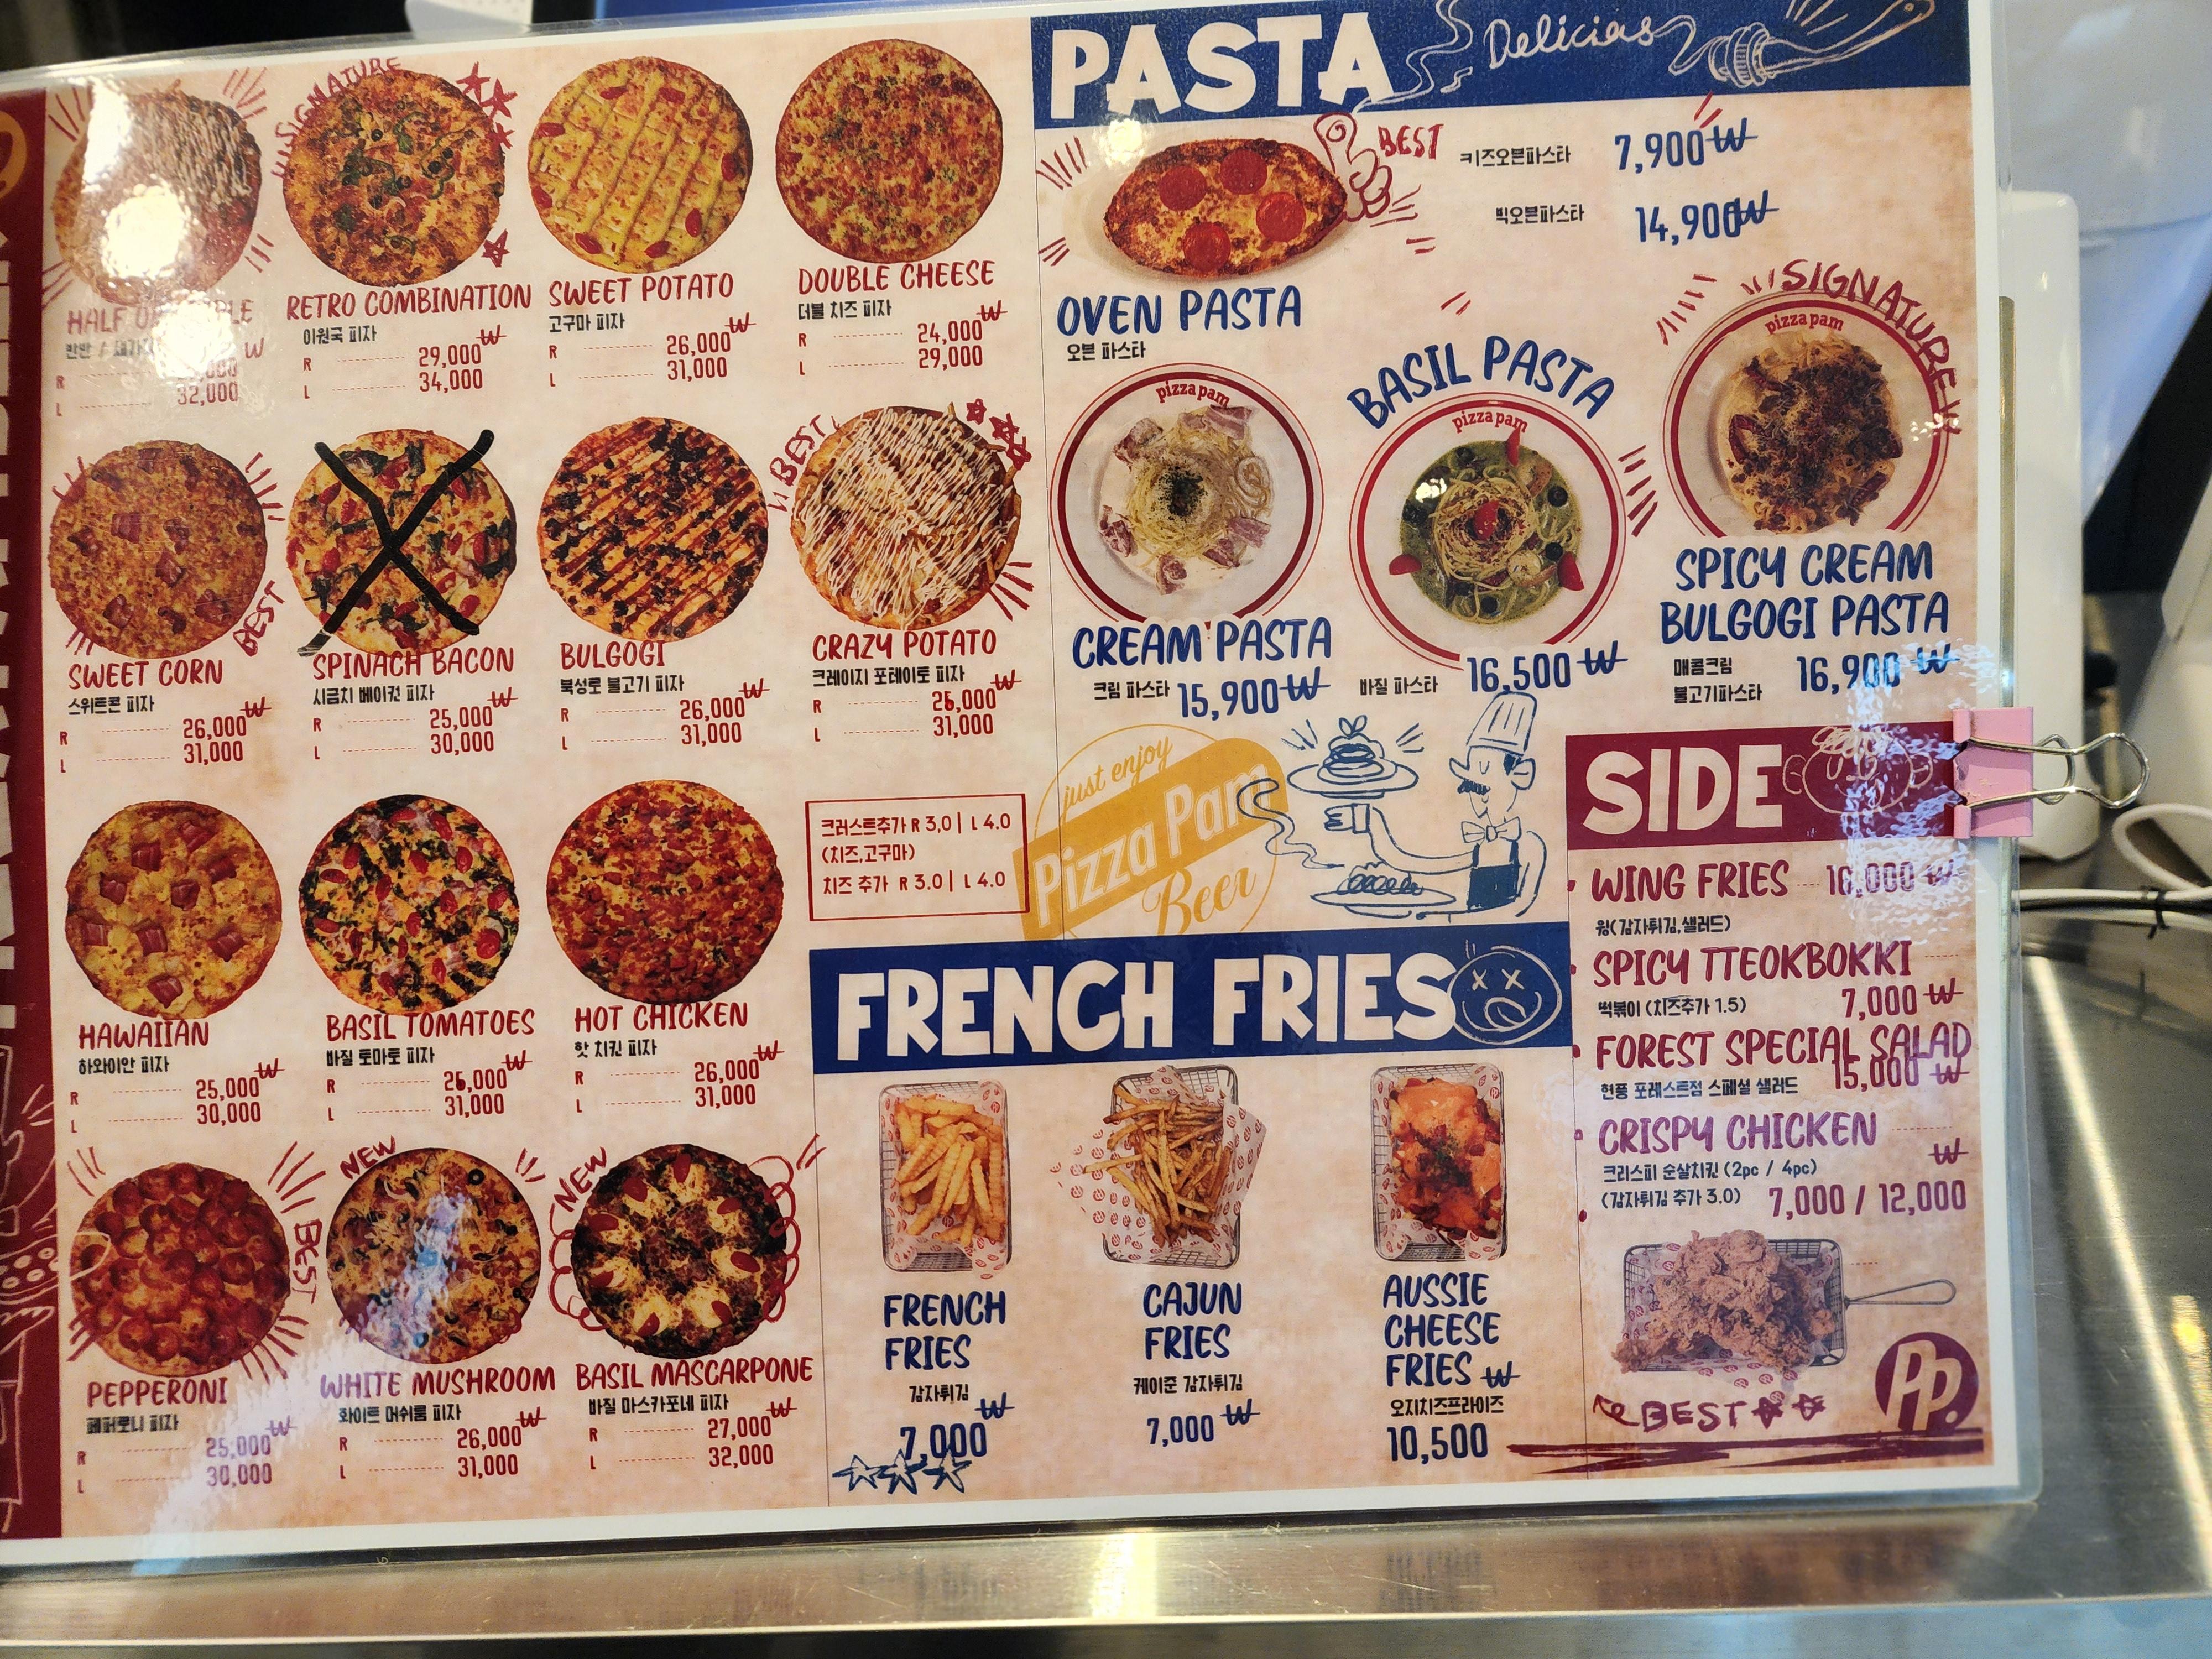 SIGNATURE
RETRO COMBINATION
이원국 피자
R 29,000 ₩
L 34,000
SWEET POTATO
고구마 피자
R 26,000 ₩
L 31,000
DOUBLE CHEESE
더블 치즈 피자
R 24,000 ₩
L 29,000
HALF
반반 /
R ₩
L 32,000
SWEET CORN
BEST
스위트콘 피자
R 26,000 ₩
L 31,000
SPINACH BACON
시금치 베이컨 피자
R 25,000 ₩
L 30,000
BULGOGI
북성로 불고기 피자
R 26,000 ₩
L 31,000
BEST
CRAZY POTATO
크레이지 포테이토 피자
R 26,000 ₩
L 31,000
HAWAIIAN
하와이안 피자
R 25,000 ₩
L 30,000
BASIL TOMATOES
바질 토마토 피자
R 26,000 ₩
L 31,000
HOT CHICKEN
핫 치킨 피자
R 26,000 ₩
L 31,000
크러스트추가 R 3,0 | L 4.0
(치즈,고구마)
치즈 추가 R 3.0 | L 4.0
BEST
PEPPERONI
페퍼로니 피자
R 25,000 ₩
L 30,000
NEW
WHITE MUSHROOM
화이트 머쉬룸 피자
R 26,000 ₩
L 31,000
NEW
BASIL MASCARPONE
바질 마스카포네 피자
R 27,000 ₩
L 32,000
PASTA
Delicias
BEST
키즈오븐파스타 7,900 ₩
빅오븐파스타 14,900 ₩
OVEN PASTA
오븐 파스타
pizza pam
CREAM PASTA
크림 파스타 15,900 ₩
BASIL PASTA
pizza pam
바질 파스타 16,500 ₩
SIGNATURE
pizza pam
SPICY CREAM
BULGOGI PASTA
매콤크림
불고기파스타 16,900 ₩
just enjoy
Pizza Pam
Beer
FRENCH FRIES
FRENCH
FRIES
감자튀김
7,000 ₩
CAJUN
FRIES
케이준 감자튀김
7,000 ₩
AUSSIE
CHEESE
FRIES ₩
오지치즈프라이즈
10,500
SIDE
WING FRIES 16,000 ₩
윙(감자튀김,샐러드)
SPICY TTEOKBOKKI
떡볶이 (치즈추가 1.5) 7,000 ₩
FOREST SPECIAL SALAD
현풍 포레스트점 스페셜 샐러드 15,000 ₩
CRISPY CHICKEN
크리스피 순살치킨 (2pc / 4pc) ₩
(감자튀김 추가 3.0) 7,000 / 12,000
BEST
PP.